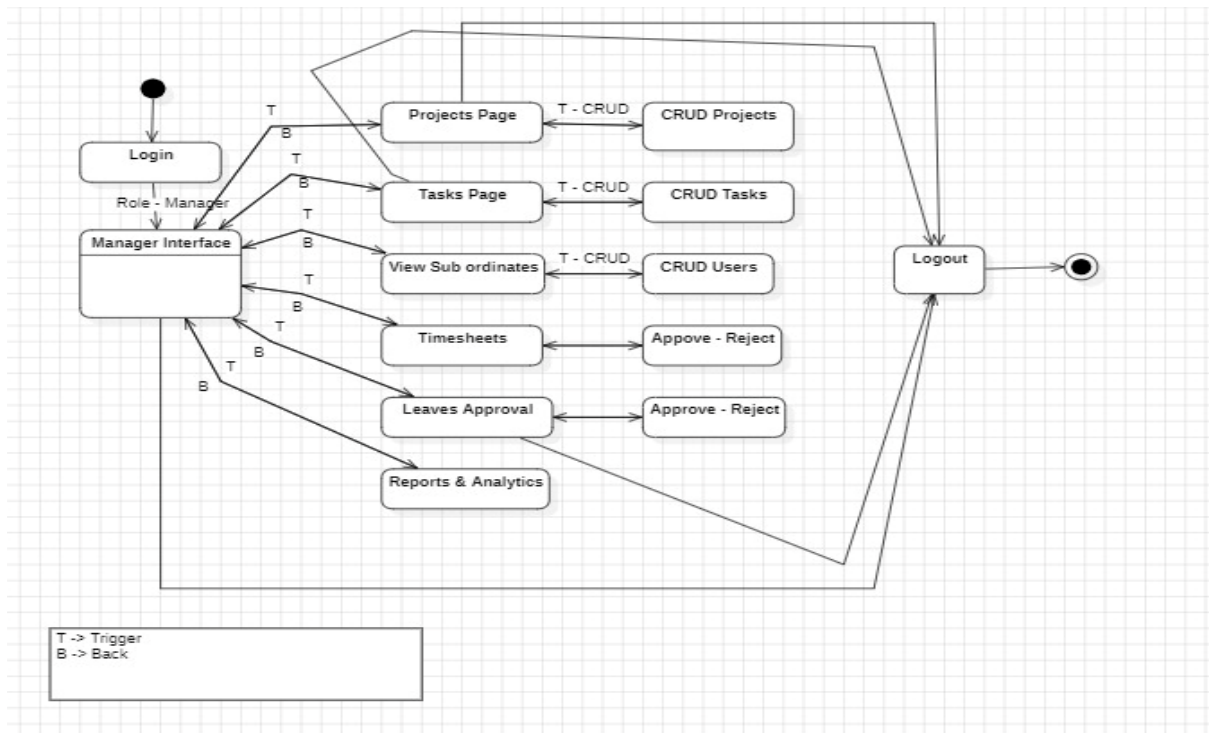 T
B
Projects Page
T - CRUD
CRUD Projects
Login
T
B
Tasks Page
T - CRUD
CRUD Tasks
Role - Manager
Manager Interface
T
B
View Sub ordinates
T - CRUD
CRUD Users
Logout
T
B
Timesheets
Appove - Reject
T
B
Leaves Approval
Approve - Reject
T
B
Reports & Analytics
T -> Trigger
B -> Back